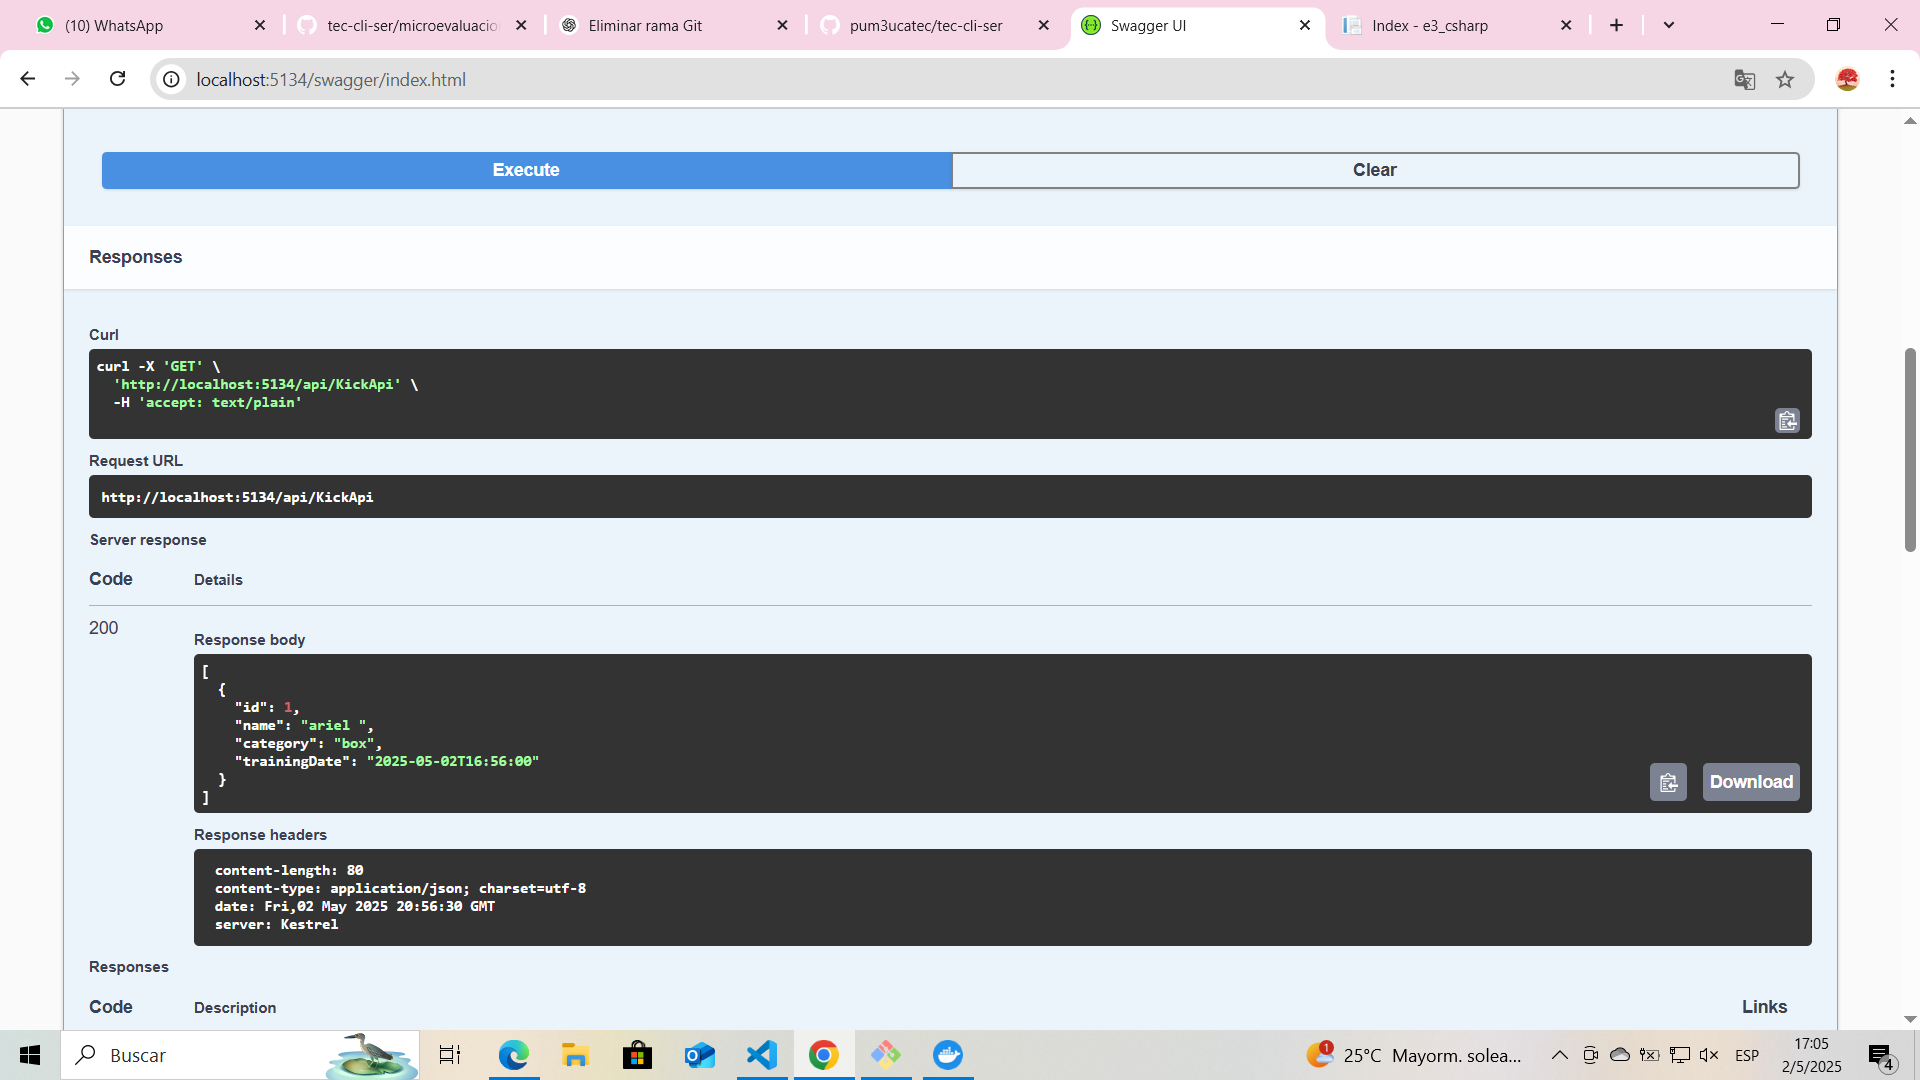 (10) WhatsApp
tec-cli-ser/microevaluacio
Eliminar rama Git
pum3ucatec/tec-cli-ser
Swagger UI
Index - e3_csharp
localhost:5134/swagger/index.html
Execute
Clear
Responses
Curl
curl -X 'GET' \
'http://localhost:5134/api/KickApi' \
-H 'accept: text/plain'
Request URL
http://localhost:5134/api/KickApi
Server response
Code Details
200
Response body
[
{
"id": 1,
"name": "ariel ",
"category": "box",
"trainingDate": "2025-05-02T16:56:00"
}
]
Download
Response headers
content-length: 80
content-type: application/json; charset=utf-8
date: Fri,02 May 2025 20:56:30 GMT
server: Kestrel
Responses
Code Description Links
Buscar
1
25°C Mayorm. solea...
ESP
17:05
2/5/2025
4